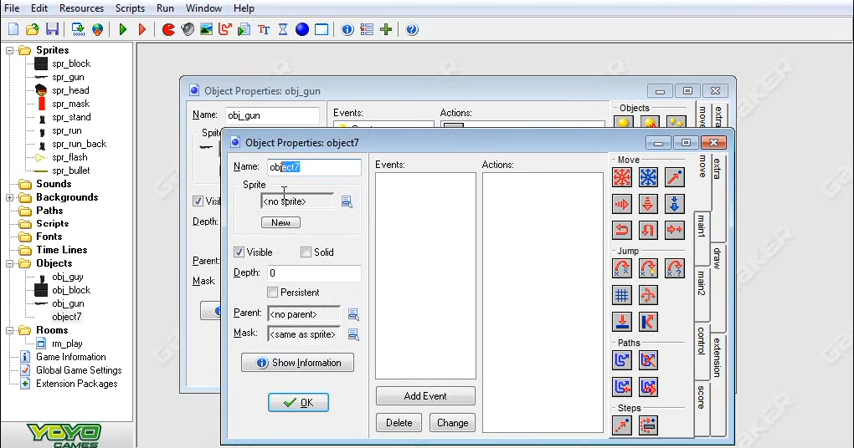 File Edit Resources Scripts Run Window Help
Sprites
spr_block
spr_gun
spr_head
spr_mask
spr_stand
spr_run
spr_run_back
spr_flash
spr_bullet
Sounds
Backgrounds
Paths
Scripts
Fonts
Time Lines
Objects
obj_guy
obj_block
obj_gun
object7
Rooms
rm_play
Game Information
Global Game Settings
Extension Packages
YOYO
GAMES
Object Properties: obj_gun
Name: obj_gun
Events:
Actions:
Objects
Depth:
Parent:
Mask:
Object Properties: object7
Name: object7
Sprite
<no sprite>
New
Visible Solid
Depth: 0
Persistent
Parent: <no parent>
Mask: <same as sprite>
Show Information
OK
Events:
Add Event
Delete Change
Actions:
Move
Jump
Paths
Steps
move
main1
main2
control
score
extra
draw
extension